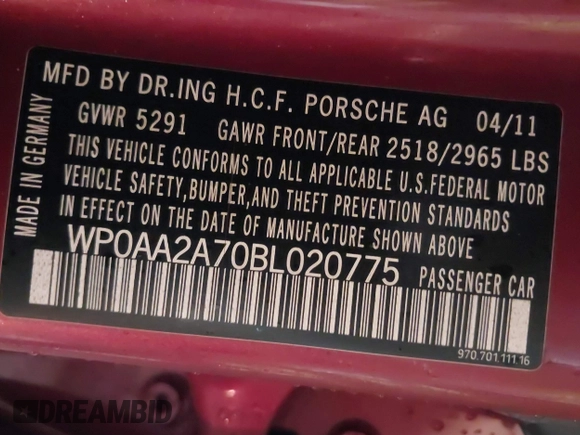 MFD BY DR.ING H.C.F. PORSCHE AG 04/11
GVWR 5291 GAWR FRONT/REAR 2518/2965 LBS
THIS VEHICLE CONFORMS TO ALL APPLICABLE U.S.FEDERAL MOTOR
VEHICLE SAFETY,BUMPER,AND THEFT PREVENTION STANDARDS
IN EFFECT ON THE DATE OF MANUFACTURE SHOWN ABOVE
WP0AA2A70BL020775 PASSENGER CAR
MADE IN GERMANY
970.701.111.16
DREAMBID